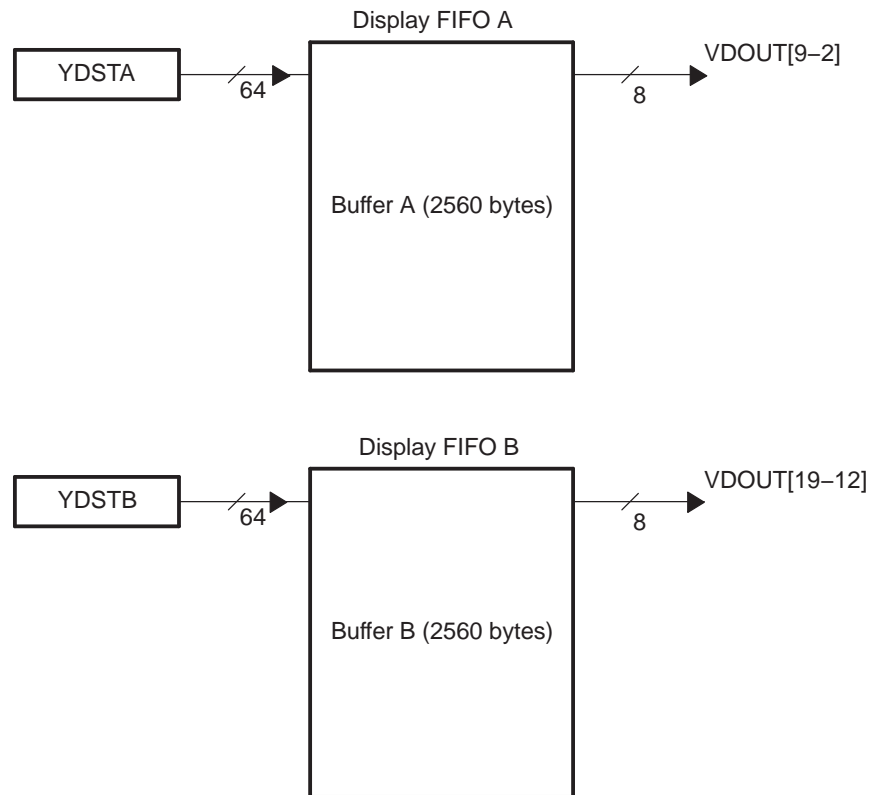 Display FIFO A
YDSTA
64
VDOUT[9–2]
8
Buffer A (2560 bytes)
Display FIFO B
YDSTB
64
VDOUT[19–12]
8
Buffer B (2560 bytes)